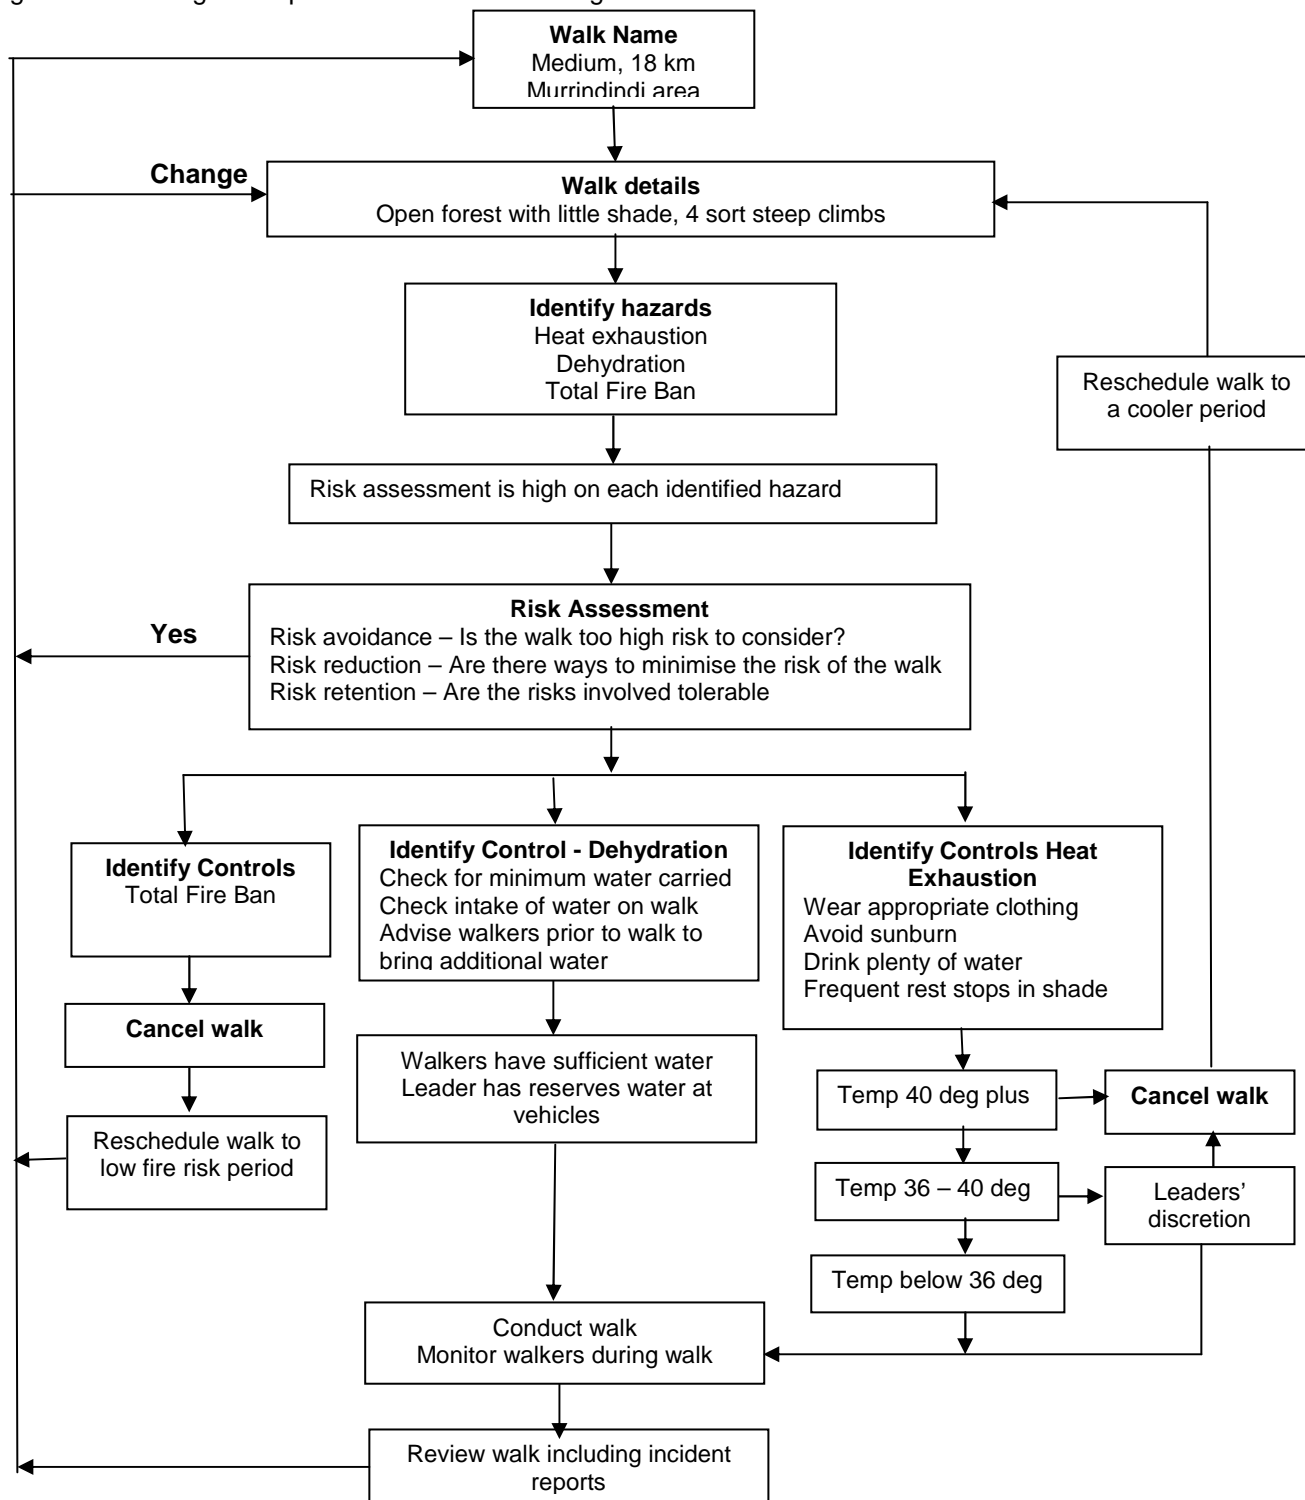 Walk Name
Medium, 18 km
Murrindindi area
Change
Walk details
Open forest with little shade, 4 sort steep climbs
Identify hazards
Heat exhaustion
Dehydration
Total Fire Ban
Reschedule walk to
a cooler period
Risk assessment is high on each identified hazard
Yes
Risk Assessment
Risk avoidance – Is the walk too high risk to consider?
Risk reduction – Are there ways to minimise the risk of the walk
Risk retention – Are the risks involved tolerable
Identify Controls
Total Fire Ban
Identify Control - Dehydration
Check for minimum water carried
Check intake of water on walk
Advise walkers prior to walk to
bring additional water
Identify Controls Heat
Exhaustion
Wear appropriate clothing
Avoid sunburn
Drink plenty of water
Frequent rest stops in shade
Cancel walk
Walkers have sufficient water
Leader has reserves water at
vehicles
Temp 40 deg plus
Cancel walk
Reschedule walk to
low fire risk period
Temp 36 – 40 deg
Leaders'
discretion
Temp below 36 deg
Conduct walk
Monitor walkers during walk
Review walk including incident
reports